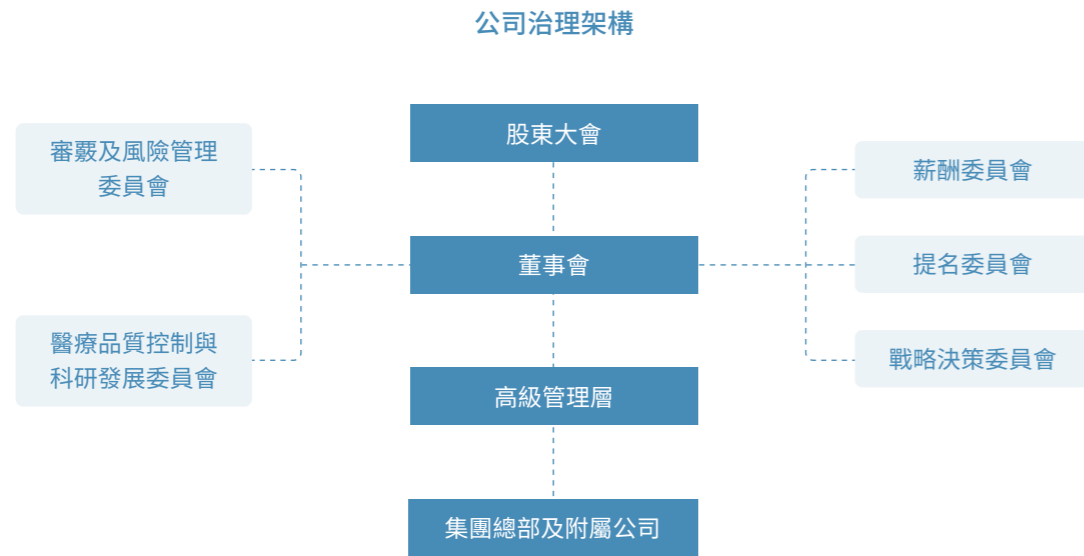 公司治理架構
股東大會
審覈及風險管理
委員會
薪酬委員會
董事會
提名委員會
醫療品質控制與
科研發展委員會
戰略決策委員會
高級管理層
集團總部及附屬公司